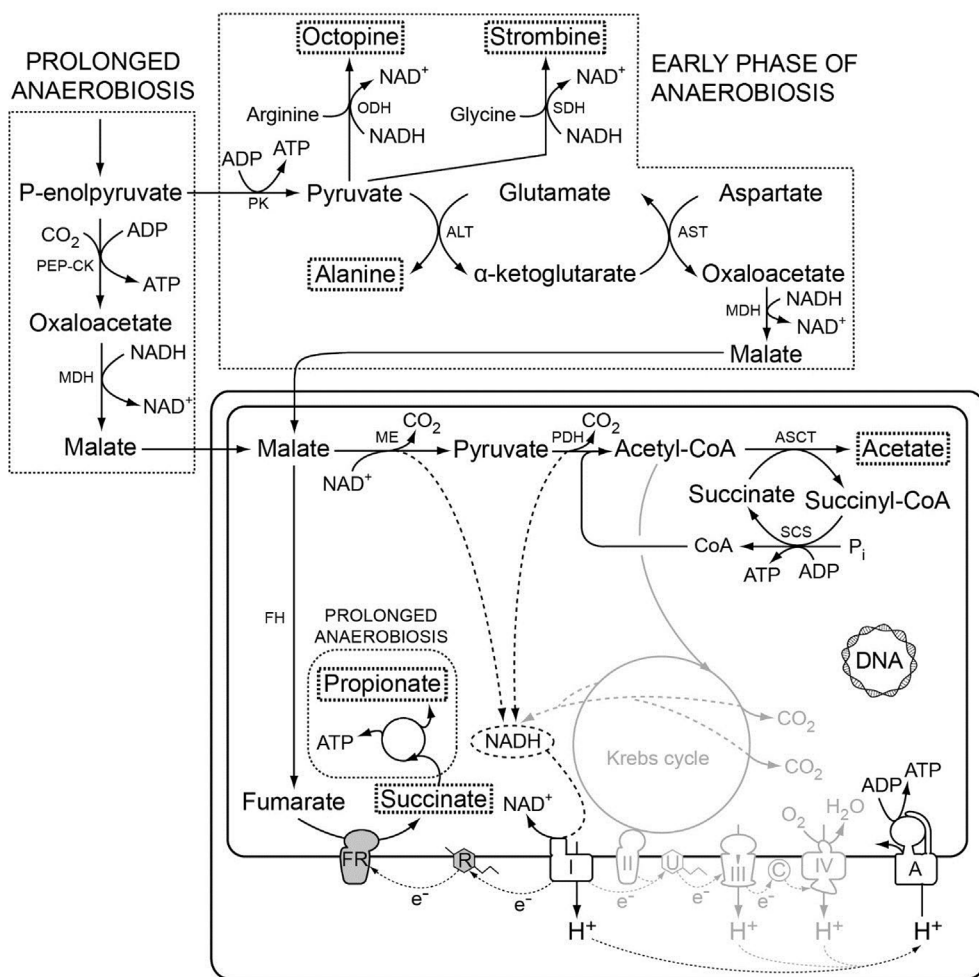 PROLONGED
ANAEROBIOSIS
EARLY PHASE OF
ANAEROBIOSIS
Octopine
Strombine
NAD+
NAD+
Arginine
ODH
Glycine
SDH
NADH
NADH
ADP
ATP
P-enolpyruvate
PK
Pyruvate
Glutamate
Aspartate
CO2
ADP
PEP-CK
ATP
ALT
AST
Alanine
α-ketoglutarate
Oxaloacetate
Oxaloacetate
MDH
NADH
NAD+
Malate
MDH
NADH
NAD+
Malate
Malate
ME
CO2
NAD+
Pyruvate
PDH
CO2
Acetyl-CoA
ASCT
Acetate
Succinate
Succinyl-CoA
SCS
CoA
Pi
ATP
ADP
FH
PROLONGED
ANAEROBIOSIS
Propionate
ATP
NADH
Krebs cycle
CO2
CO2
DNA
Fumarate
Succinate
NAD+
O2
H2O
ADP
ATP
FR
R
I
II
U
III
C
IV
A
e-
e-
e-
e-
e-
H+
H+
H+
H+